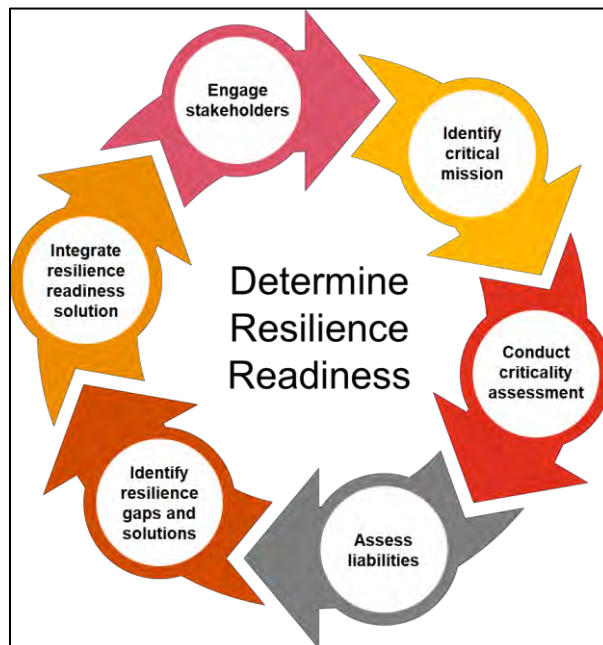 Engage
stakeholders
Identify
critical
mission
Conduct
criticality
assessment
Assess
liabilities
Identify
resilience
gaps and
solutions
Integrate
resilience
readiness
solution
Determine
Resilience
Readiness